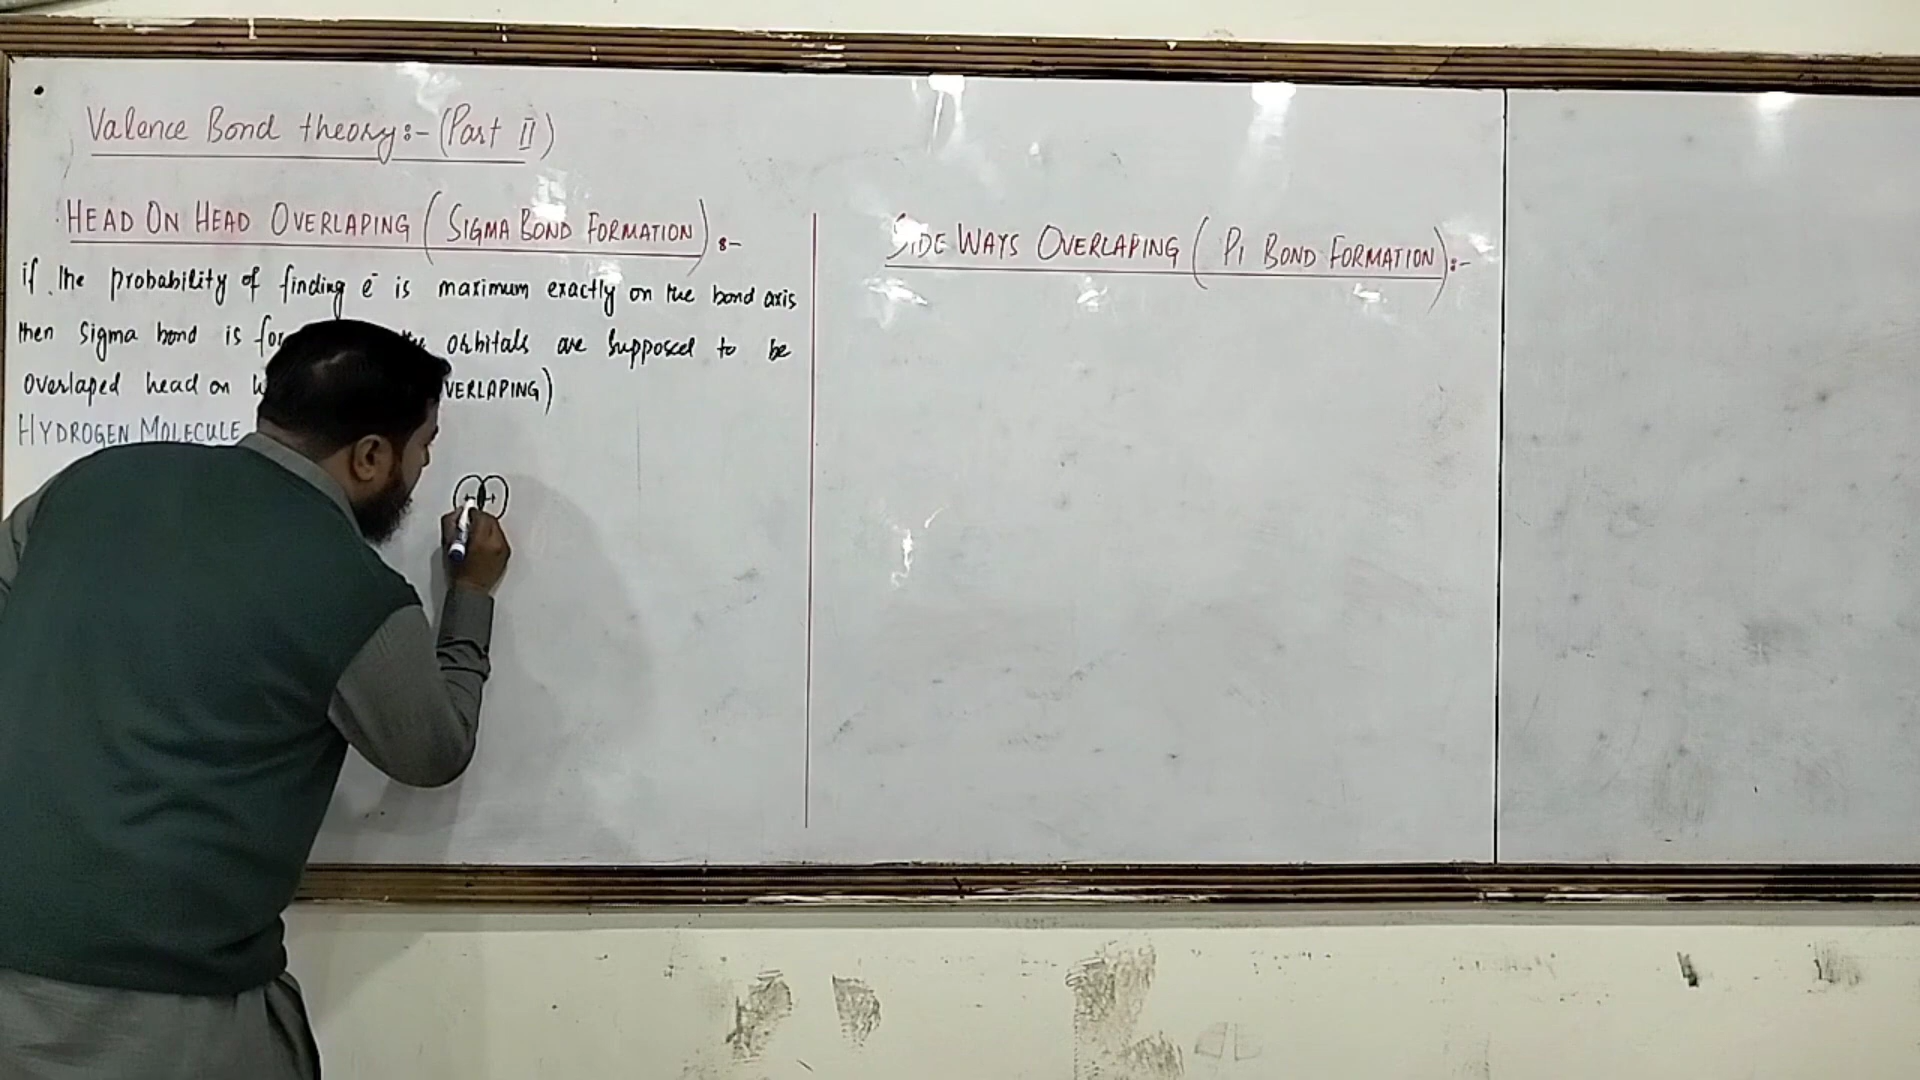 Valence Bond theory:- (Part II)
HEAD ON HEAD OVERLAPING (SIGMA BOND FORMATION) :-
if the probability of finding ē is maximum exactly on the bond axis
then Sigma bond is orbitals are supposed to be
Overlaped head on VERLAPING)
HYDROGEN MOLECULE
+ +
SIDE WAYS OVERLAPING (PI BOND FORMATION) :-